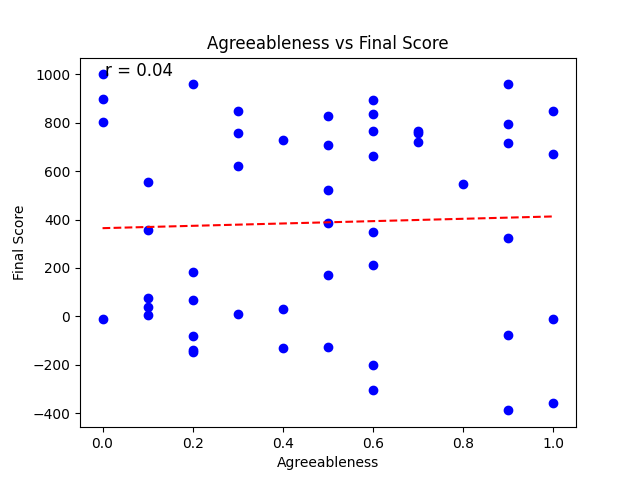 Agreeableness vs Final Score
r = 0.04
Final Score
1000
800
600
400
200
0
−200
−400
0.0 0.2 0.4 0.6 0.8 1.0
Agreeableness